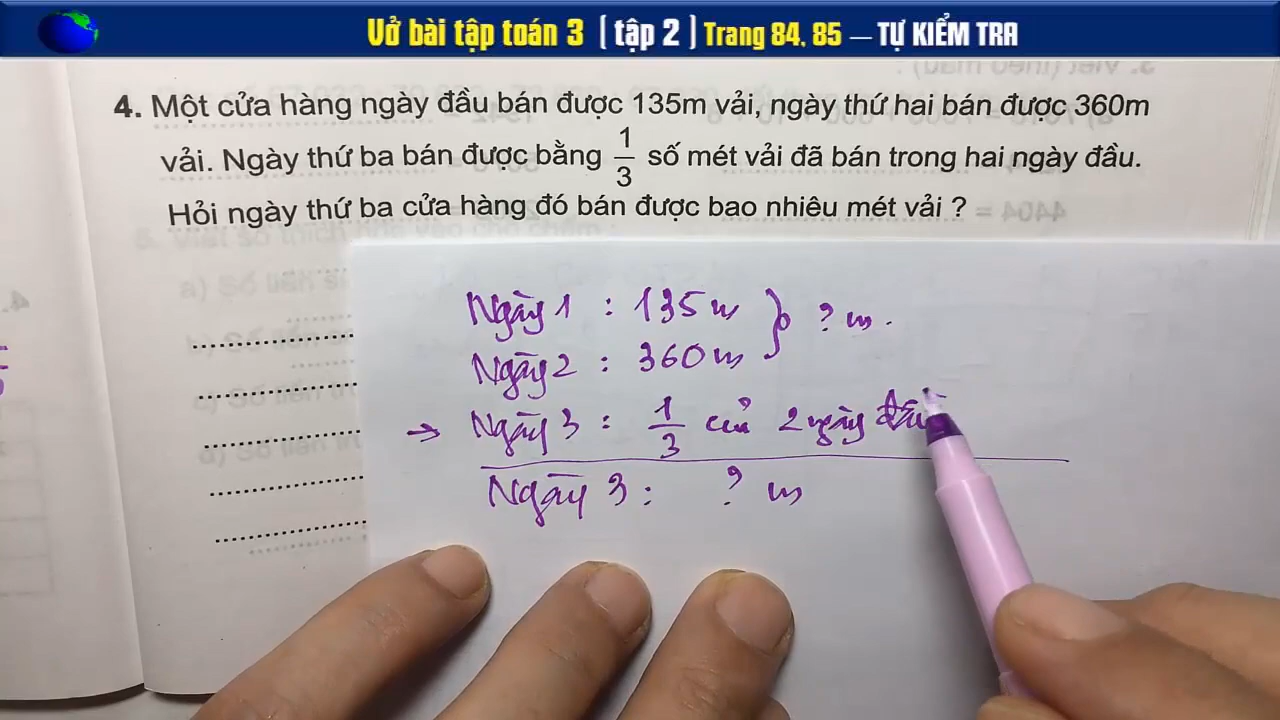 Vở bài tập toán 3 ( tập 2 ) Trang 84, 85 — TỰ KIỂM TRA
4. Một cửa hàng ngày đầu bán được 135m vải, ngày thứ hai bán được 360m
vải. Ngày thứ ba bán được bằng 1/3 số mét vải đã bán trong hai ngày đầu.
Hỏi ngày thứ ba cửa hàng đó bán được bao nhiêu mét vải ?
Ngày 1 : 135 m } ? m.
Ngày 2 : 360 m
→ Ngày 3 : 1/3 của 2 ngày đầu
Ngày 3 : ? m